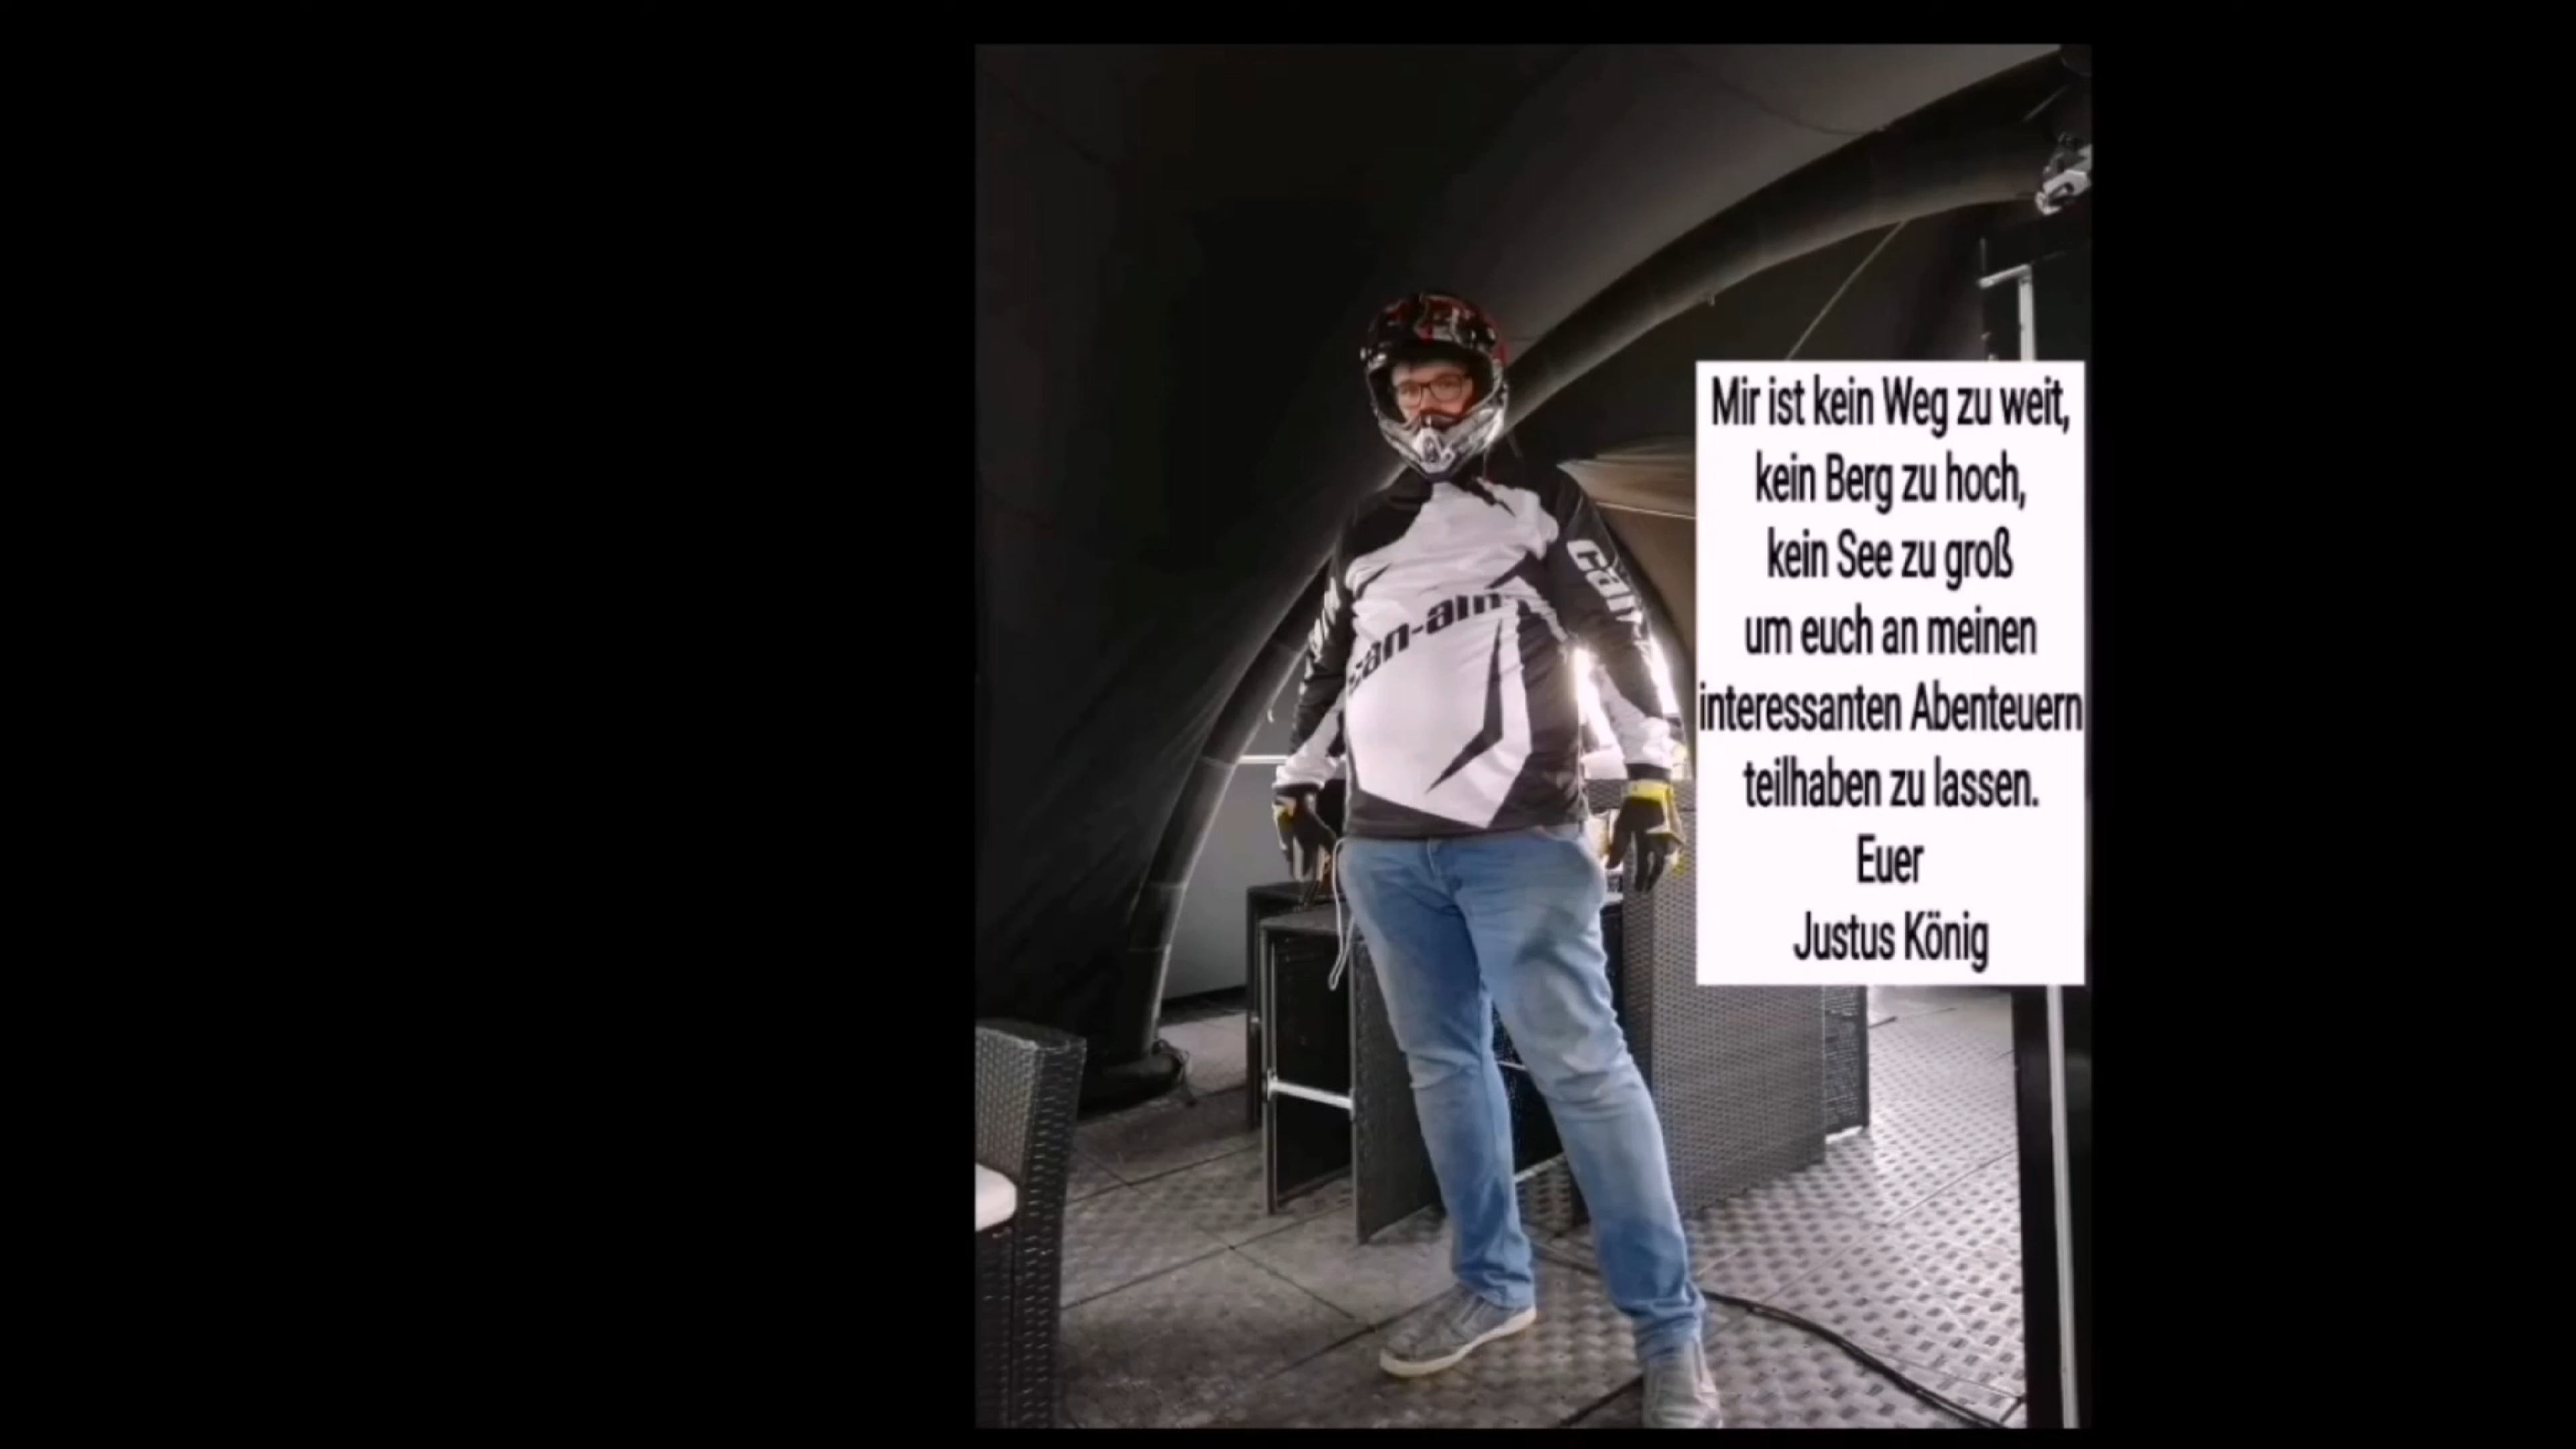 Mir ist kein Weg zu weit,
kein Berg zu hoch,
kein See zu groß
um euch an meinen
interessanten Abenteuern
teilhaben zu lassen.
Euer
Justus König
can-am